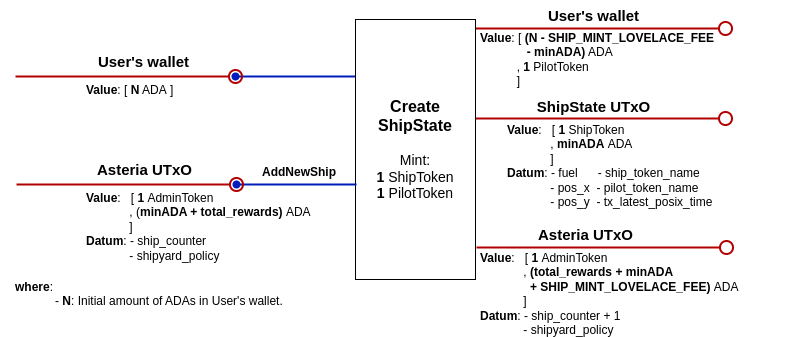 User's wallet
Value: [ N ADA ]
Asteria UTxO
AddNewShip
Value: [ 1 AdminToken
, (minADA + total_rewards) ADA
]
Datum: - ship_counter
- shipyard_policy
where:
- N: Initial amount of ADAs in User's wallet.
Create
ShipState
Mint:
1 ShipToken
1 PilotToken
User's wallet
Value: [ (N - SHIP_MINT_LOVELACE_FEE
- minADA) ADA
, 1 PilotToken
]
ShipState UTxO
Value: [ 1 ShipToken
, minADA ADA
]
Datum: - fuel - ship_token_name
- pos_x - pilot_token_name
- pos_y - tx_latest_posix_time
Asteria UTxO
Value: [ 1 AdminToken
, (total_rewards + minADA
+ SHIP_MINT_LOVELACE_FEE) ADA
]
Datum: - ship_counter + 1
- shipyard_policy